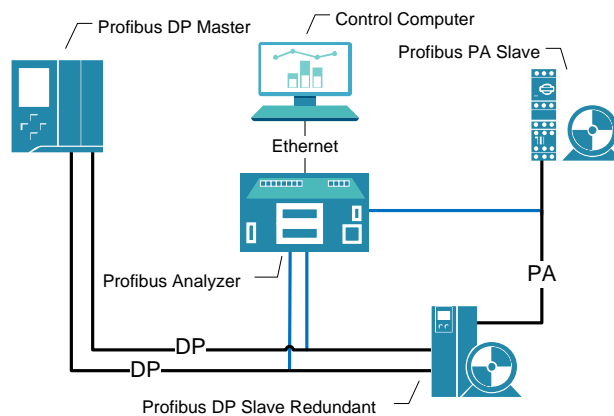 Profibus DP Master
Control Computer
Profibus PA Slave
Ethernet
Profibus Analyzer
PA
DP
DP
Profibus DP Slave Redundant